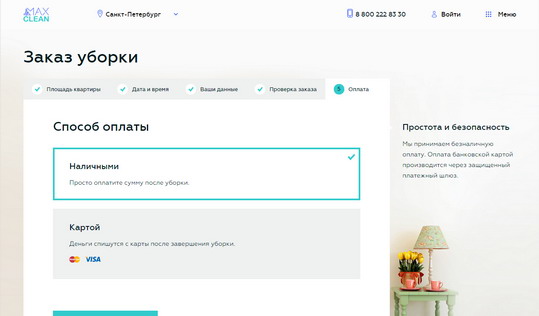 MAX
CLEAN
Санкт-Петербург
8 800 222 83 30
Войти
Меню
Заказ уборки
Площадь квартиры
Дата и время
Ваши данные
Проверка заказа
5 Оплата
Способ оплаты
Наличными
Просто оплатите сумму после уборки.
Картой
Деньги спишутся с карты после завершения уборки.
VISA
Простота и безопасность
Мы принимаем безналичную
оплату. Оплата банковской картой
производится через защищенный
платежный шлюз.